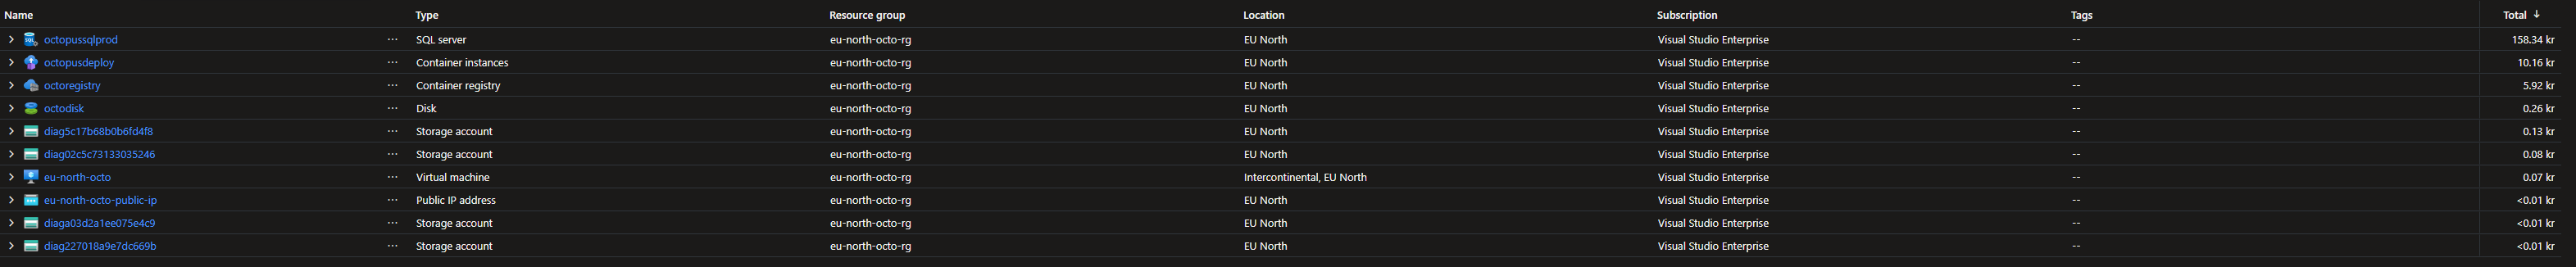 Name Type Resource group Location Subscription Tags Total ↓
octopussqlprod ··· SQL server eu-north-octo-rg EU North Visual Studio Enterprise -- 158.34 kr
octopusdeploy ··· Container instances eu-north-octo-rg EU North Visual Studio Enterprise -- 10.16 kr
octoregistry ··· Container registry eu-north-octo-rg EU North Visual Studio Enterprise -- 5.92 kr
octodisk ··· Disk eu-north-octo-rg EU North Visual Studio Enterprise -- 0.26 kr
diag5c17b68b0b6fd4f8 ··· Storage account eu-north-octo-rg EU North Visual Studio Enterprise -- 0.13 kr
diag02c5c73133035246 ··· Storage account eu-north-octo-rg EU North Visual Studio Enterprise -- 0.08 kr
eu-north-octo ··· Virtual machine eu-north-octo-rg Intercontinental, EU North Visual Studio Enterprise -- 0.07 kr
eu-north-octo-public-ip ··· Public IP address eu-north-octo-rg EU North Visual Studio Enterprise -- <0.01 kr
diaga03d2a1ee075e4c9 ··· Storage account eu-north-octo-rg EU North Visual Studio Enterprise -- <0.01 kr
diag227018a9e7dc669b ··· Storage account eu-north-octo-rg EU North Visual Studio Enterprise -- <0.01 kr